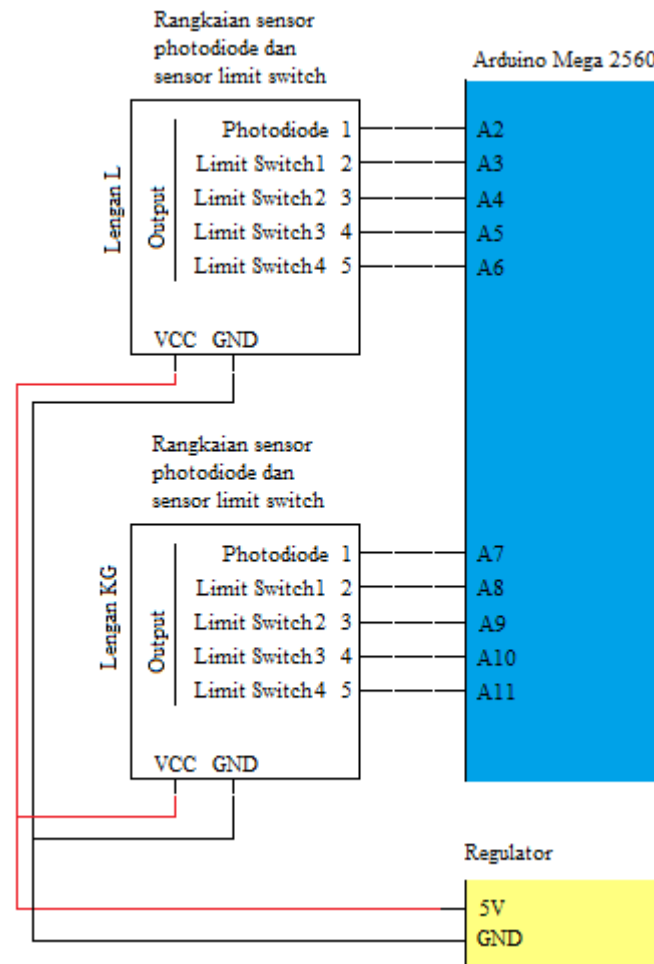 Rangkaian sensor
photodiode dan
sensor limit switch
Arduino Mega 2560
Lengan L
Output
Photodiode 1
Limit Switch1 2
Limit Switch2 3
Limit Switch3 4
Limit Switch4 5
VCC GND
A2
A3
A4
A5
A6
Rangkaian sensor
photodiode dan
sensor limit switch
Lengan KG
Output
Photodiode 1
Limit Switch1 2
Limit Switch2 3
Limit Switch3 4
Limit Switch4 5
VCC GND
A7
A8
A9
A10
A11
Regulator
5V
GND